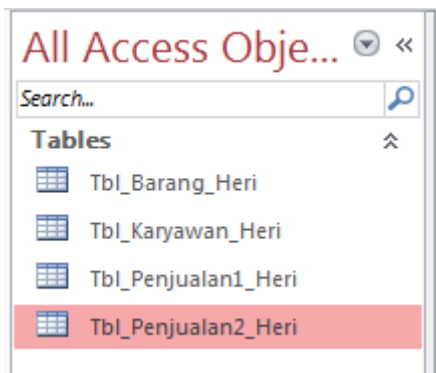 All Access Obje...
Search...
Tables
Tbl_Barang_Heri
Tbl_Karyawan_Heri
Tbl_Penjualan1_Heri
Tbl_Penjualan2_Heri